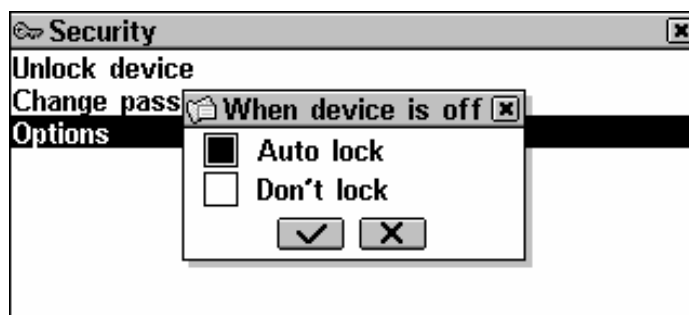 Security
Unlock device
Change pass
When device is off
Options
Auto lock
Don't lock